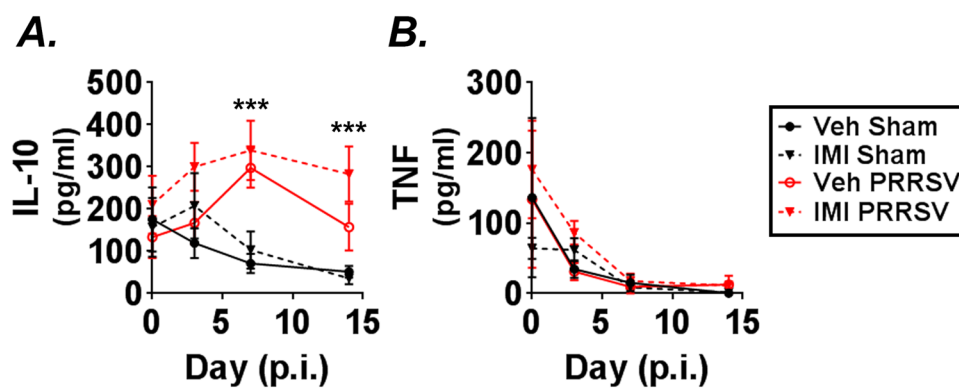 A.
B.
500
400
300
200
100
0
IL-10
(pg/ml)
***
***
0
5
10
15
Day (p.i.)
300
200
100
0
TNF
(pg/ml)
0
5
10
15
Day (p.i.)
Veh Sham
IMI Sham
Veh PRRSV
IMI PRRSV